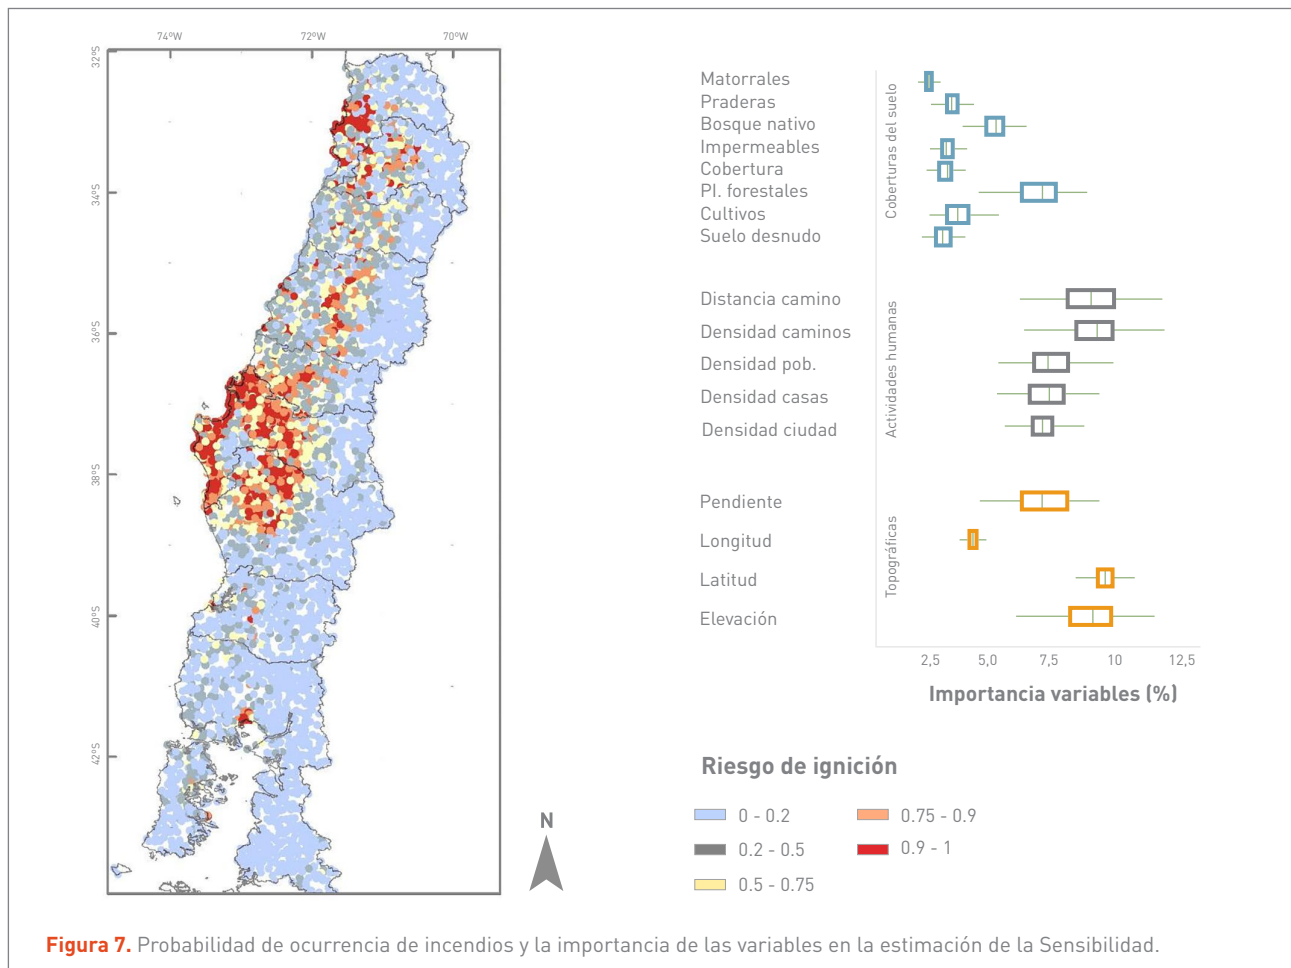 74ºW 72ºW 70ºW
32ºS
34ºS
36ºS
38ºS
40ºS
42ºS
N
Coberturas del suelo
Matorrales
Praderas
Bosque nativo
Impermeables
Cobertura
Pl. forestales
Cultivos
Suelo desnudo
Actividades humanas
Distancia camino
Densidad caminos
Densidad pob.
Densidad casas
Densidad ciudad
Topográficas
Pendiente
Longitud
Latitud
Elevación
2,5 5,0 7,5 10 12,5
Importancia variables (%)
Riesgo de ignición
0 - 0.2
0.2 - 0.5
0.5 - 0.75
0.75 - 0.9
0.9 - 1
Figura 7. Probabilidad de ocurrencia de incendios y la importancia de las variables en la estimación de la Sensibilidad.